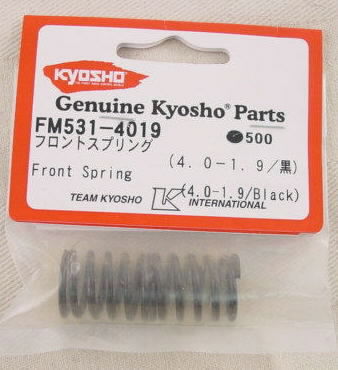 KYOSHO
Genuine Kyosho® Parts
FM531-4019
500
フロントスプリング
(4.0-1.9/黒)
Front Spring
(4.0-1.9/Black)
TEAM KYOSHO K INTERNATIONAL